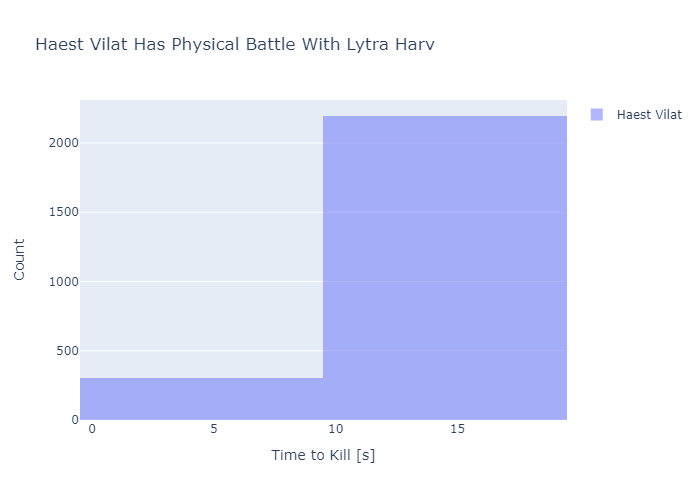 Haest Vilat Has Physical Battle With Lytra Harv
Haest Vilat
2000
1500
1000
500
0
Count
0 5 10 15
Time to Kill [s]